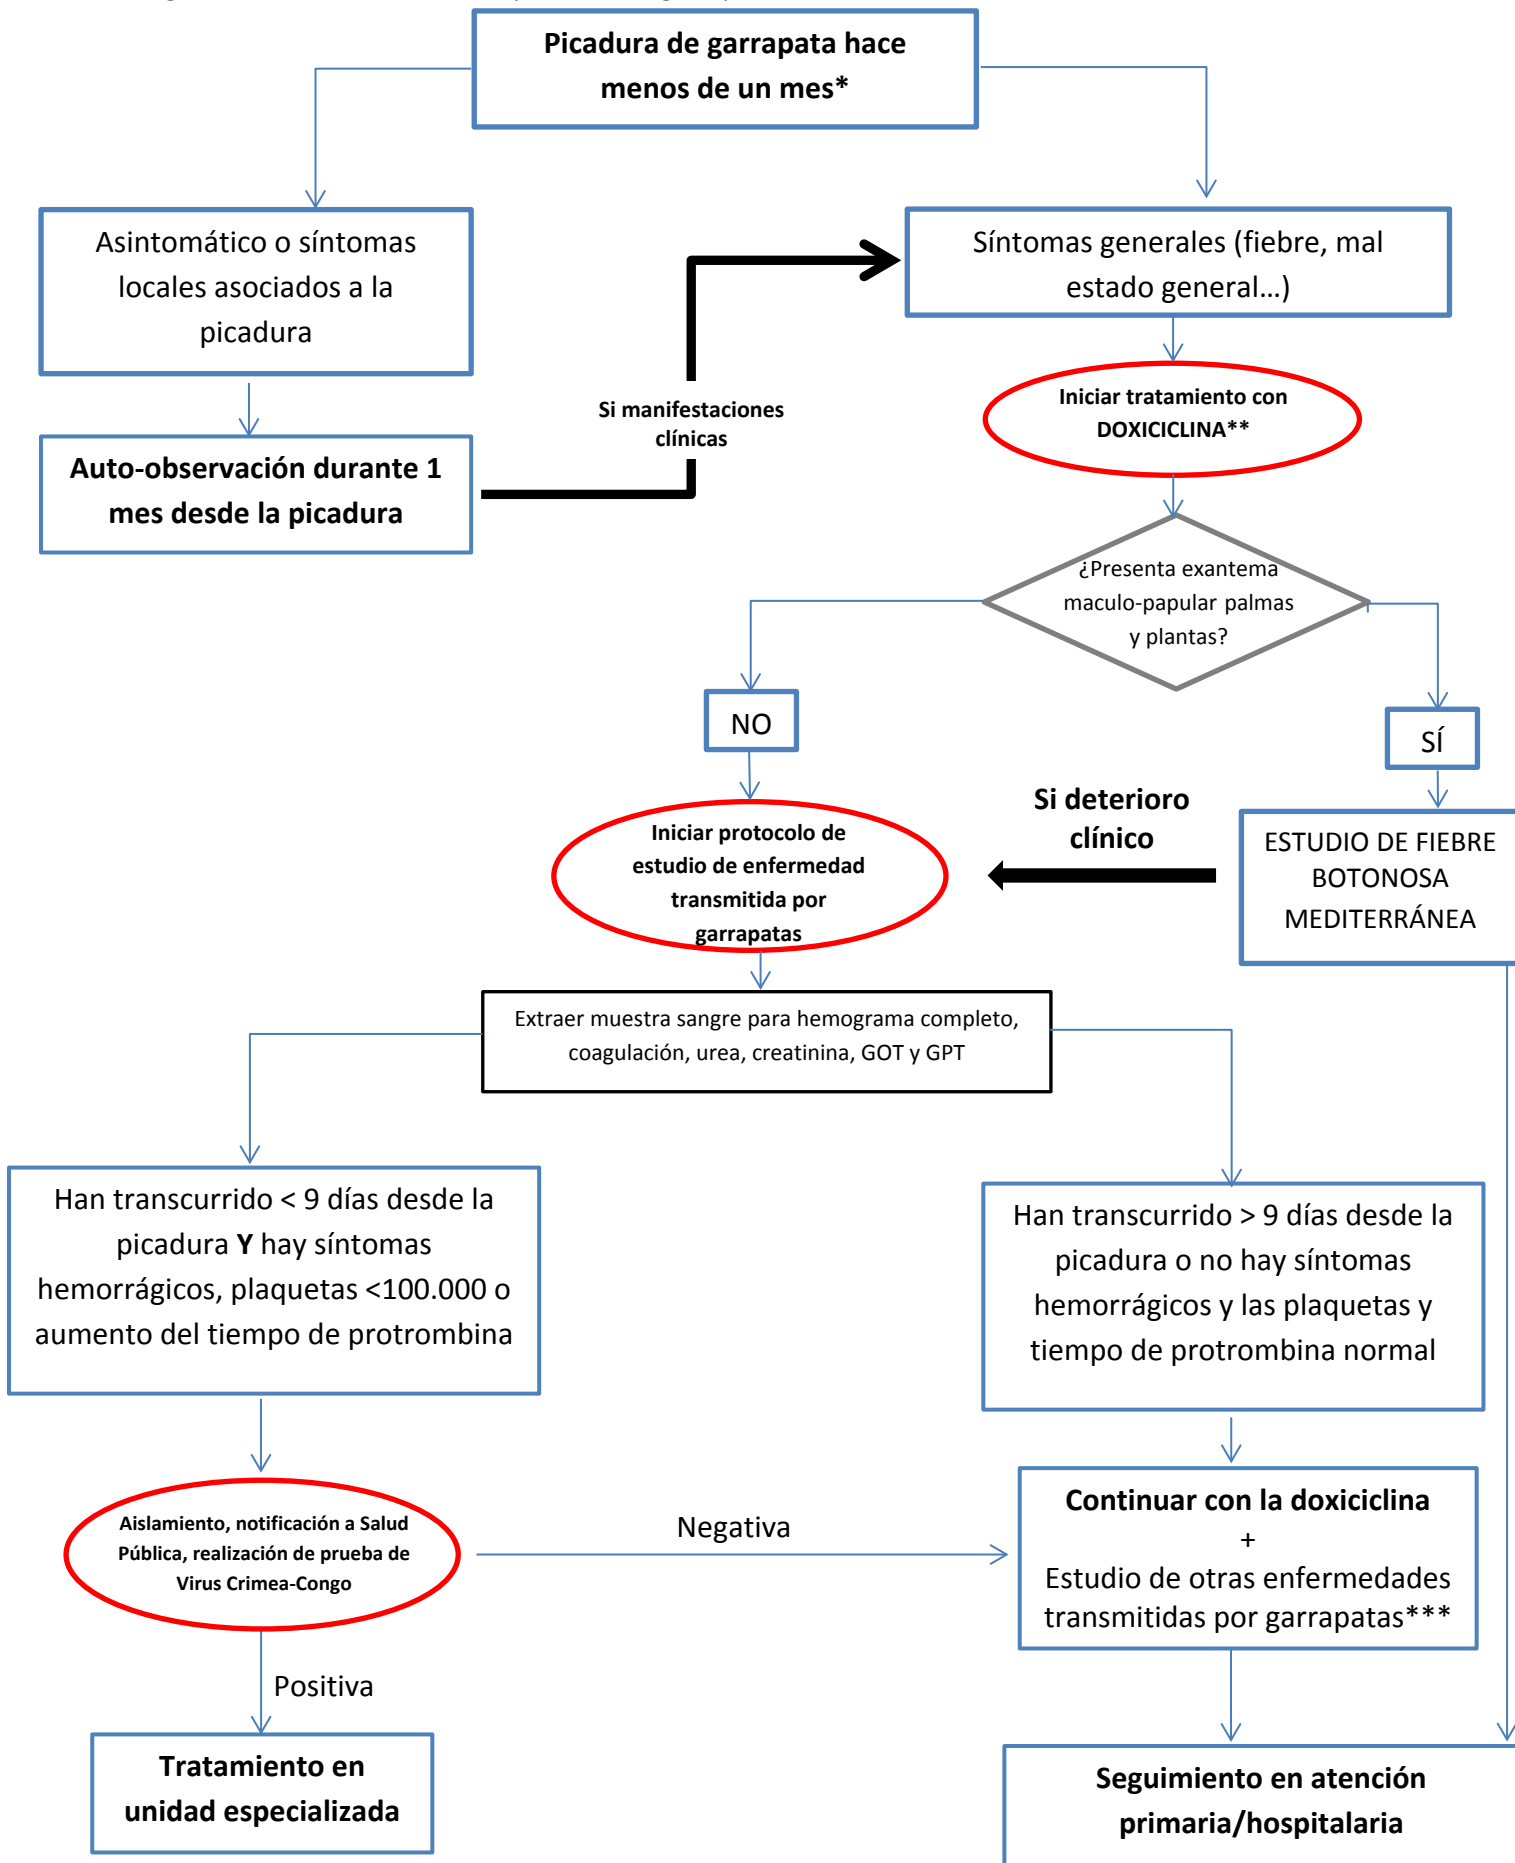 Picadura de garrapata hace
menos de un mes*
Asintomático o síntomas
locales asociados a la
picadura
Síntomas generales (fiebre, mal
estado general...)
Si manifestaciones
clínicas
Iniciar tratamiento con
DOXICICLINA**
Auto-observación durante 1
mes desde la picadura
¿Presenta exantema
maculo-papular palmas
y plantas?
NO
SÍ
Si deterioro
clínico
Iniciar protocolo de
estudio de enfermedad
transmitida por
garrapatas
ESTUDIO DE FIEBRE
BOTONOSA
MEDITERRÁNEA
Extraer muestra sangre para hemograma completo,
coagulación, urea, creatinina, GOT y GPT
Han transcurrido < 9 días desde la
picadura Y hay síntomas
hemorrágicos, plaquetas <100.000 o
aumento del tiempo de protrombina
Han transcurrido > 9 días desde la
picadura o no hay síntomas
hemorrágicos y las plaquetas y
tiempo de protrombina normal
Aislamiento, notificación a Salud
Pública, realización de prueba de
Virus Crimea-Congo
Negativa
Continuar con la doxiciclina
+
Estudio de otras enfermedades
transmitidas por garrapatas***
Positiva
Tratamiento en
unidad especializada
Seguimiento en atención
primaria/hospitalaria